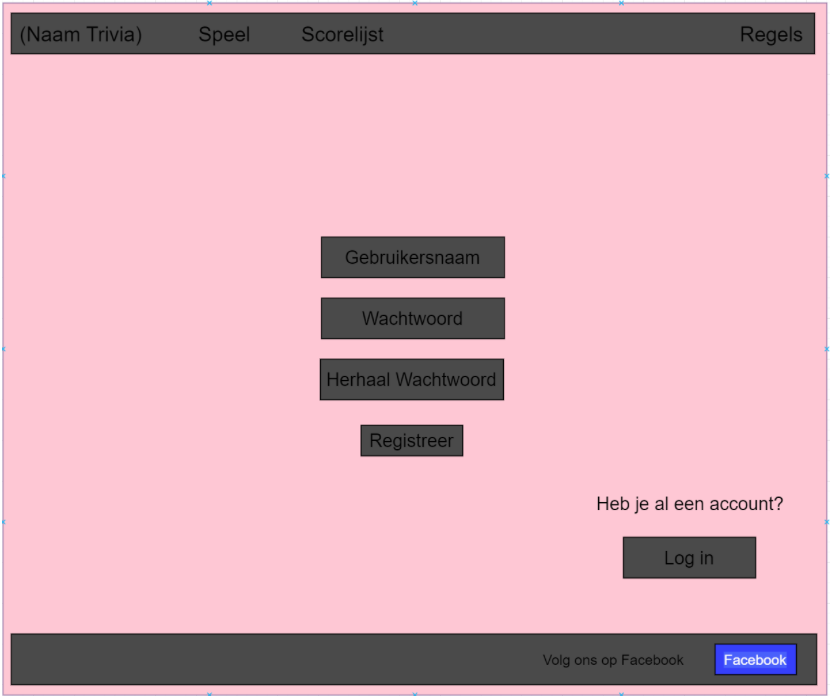 (Naam Trivia) Speel Scorelijst Regels
Gebruikersnaam
Wachtwoord
Herhaal Wachtwoord
Registreer
Heb je al een account?
Log in
Volg ons op Facebook Facebook